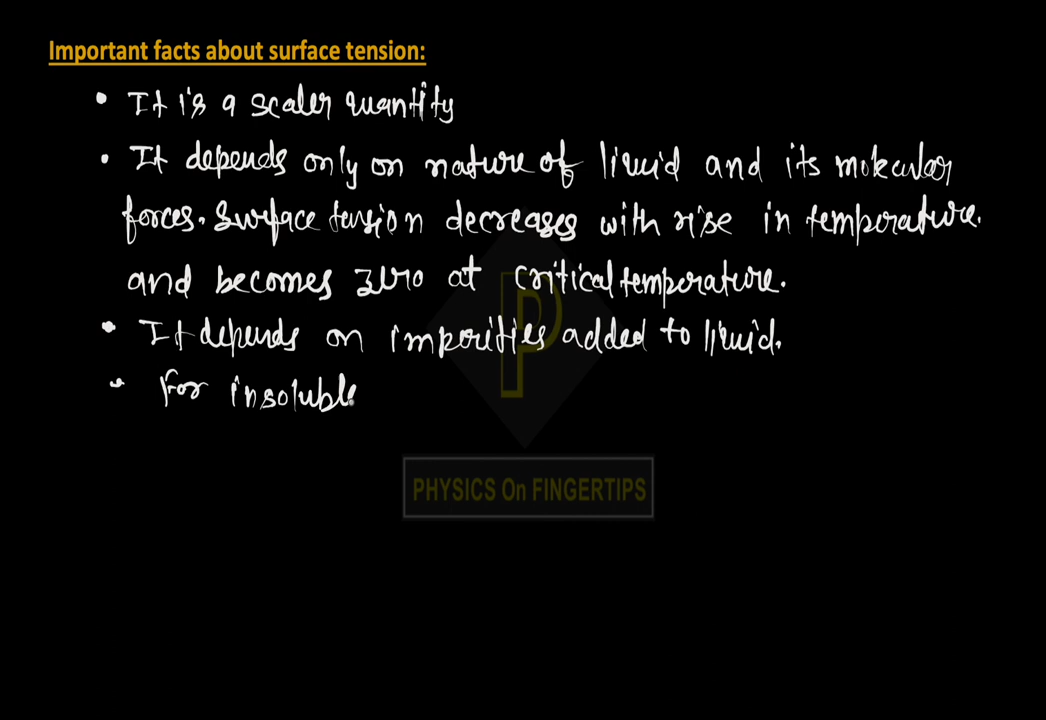 Important facts about surface tension:
• It is a scaler quantity
• It depends only on nature of liquid and its molecular
forces. Surface tension decreases with rise in temperature.
and becomes zero at critical temperature.
• It depends on imporities added to liquid.
• For insoluble
PHYSICS On FINGERTIPS